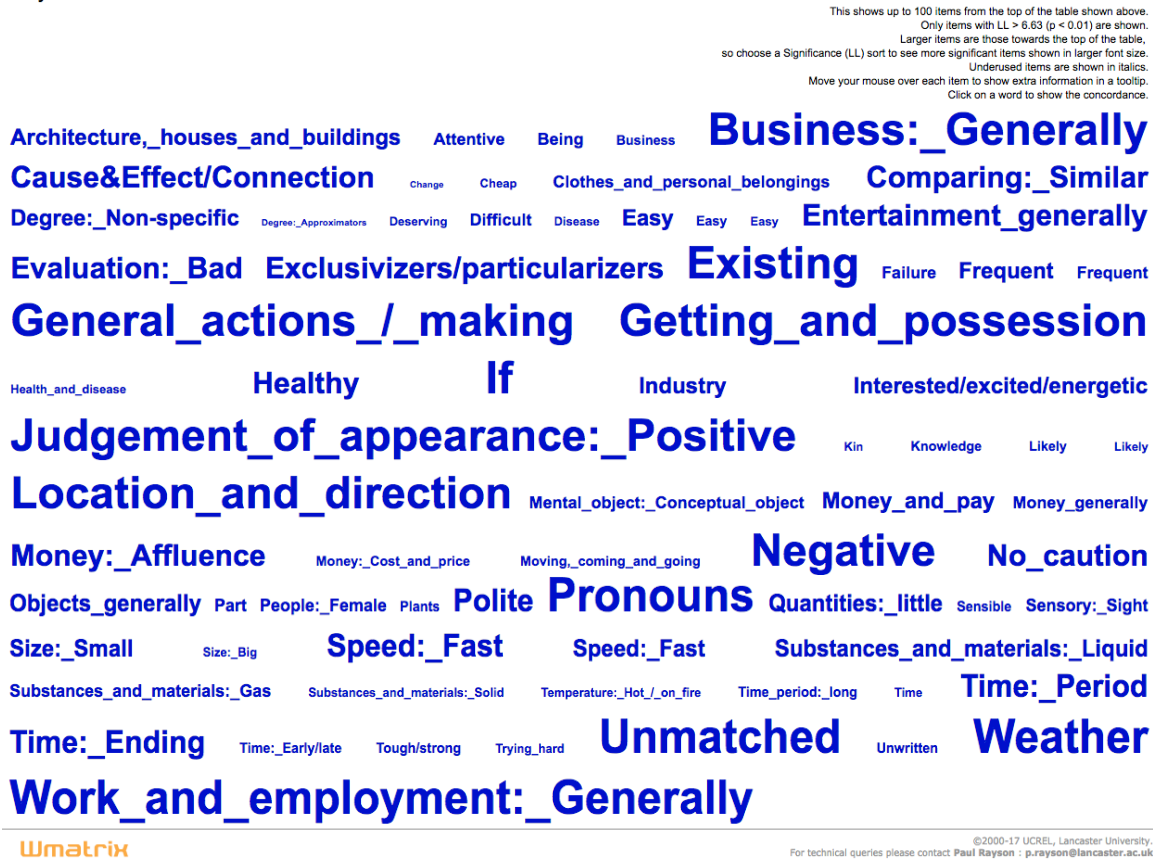 This shows up to 100 items from the top of the table shown above.
Only items with LL > 6.63 (p < 0.01) are shown.
Larger items are those towards the top of the table,
so choose a Significance (LL) sort to see more significant items shown in larger font size.
Underused items are shown in italics.
Move your mouse over each item to show extra information in a tooltip.
Click on a word to show the concordance.
Architecture,_houses_and_buildings Attentive Being Business Business:_Generally
Cause&Effect/Connection Change Cheap Clothes_and_personal_belongings Comparing:_Similar
Degree:_Non-specific Degree:_Approximators Deserving Difficult Disease Easy Easy Easy Entertainment_generally
Evaluation:_Bad Exclusivizers/particularizers Existing Failure Frequent Frequent
General_actions_/_making Getting_and_possession
Health_and_disease Healthy If Industry Interested/excited/energetic
Judgement_of_appearance:_Positive Kin Knowledge Likely Likely
Location_and_direction Mental_object:_Conceptual_object Money_and_pay Money_generally
Money:_Affluence Money:_Cost_and_price Moving,_coming_and_going Negative No_caution
Objects_generally Part People:_Female Plants Polite Pronouns Quantities:_little Sensible Sensory:_Sight
Size:_Small Size:_Big Speed:_Fast Speed:_Fast Substances_and_materials:_Liquid
Substances_and_materials:_Gas Substances_and_materials:_Solid Temperature:_Hot_/_on_fire Time_period:_long Time Time:_Period
Time:_Ending Time:_Early/late Tough/strong Trying_hard Unmatched Unwritten Weather
Work_and_employment:_Generally
Wmatrix
©2000-17 UCREL, Lancaster University.
For technical queries please contact Paul Rayson : p.rayson@lancaster.ac.uk